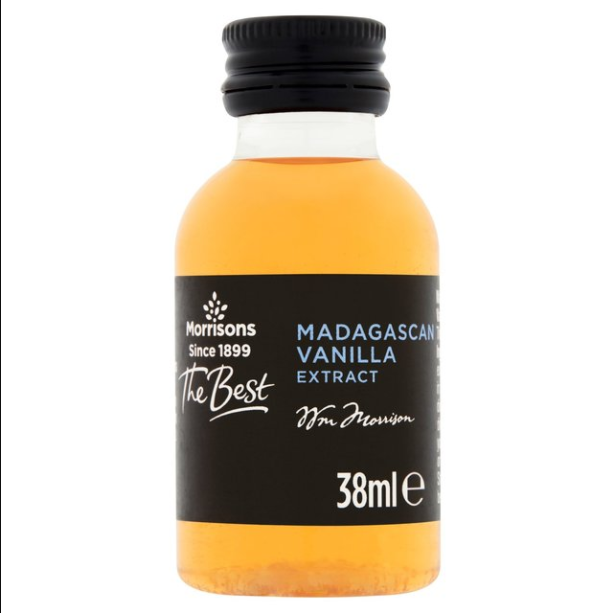 Morrisons
Since 1899
The Best
MADAGASCAN
VANILLA
EXTRACT
Wm Morrison
38ml e